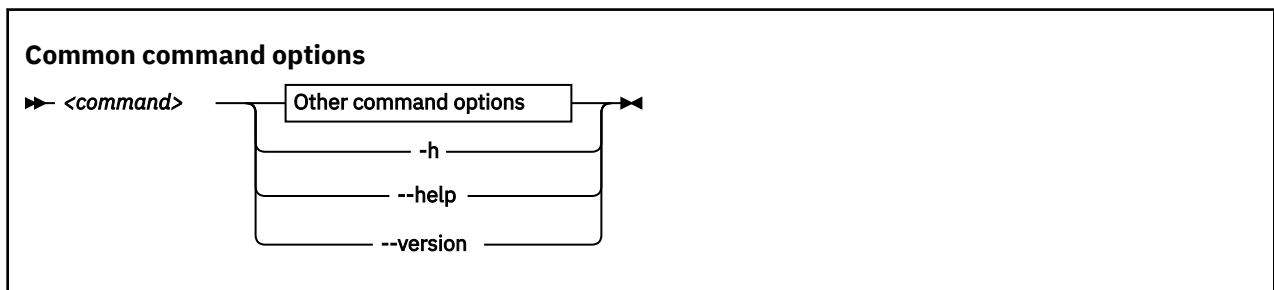 Common command options
<command> Other command options
-h
--help
--version